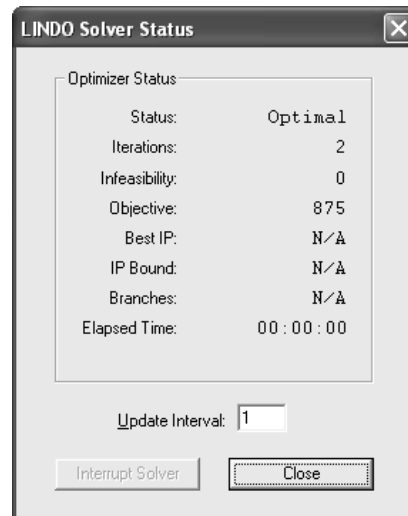 LINDO Solver Status
Optimizer Status
Status: Optimal
Iterations: 2
Infeasibility: 0
Objective: 875
Best IP: N/A
IP Bound: N/A
Branches: N/A
Elapsed Time: 00:00:00
Update Interval: 1
Interrupt Solver Close